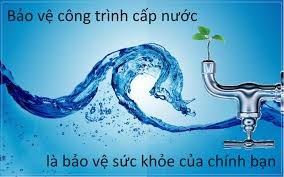 Bảo vệ công trình cấp nước
là bảo vệ sức khỏe của chính bạn